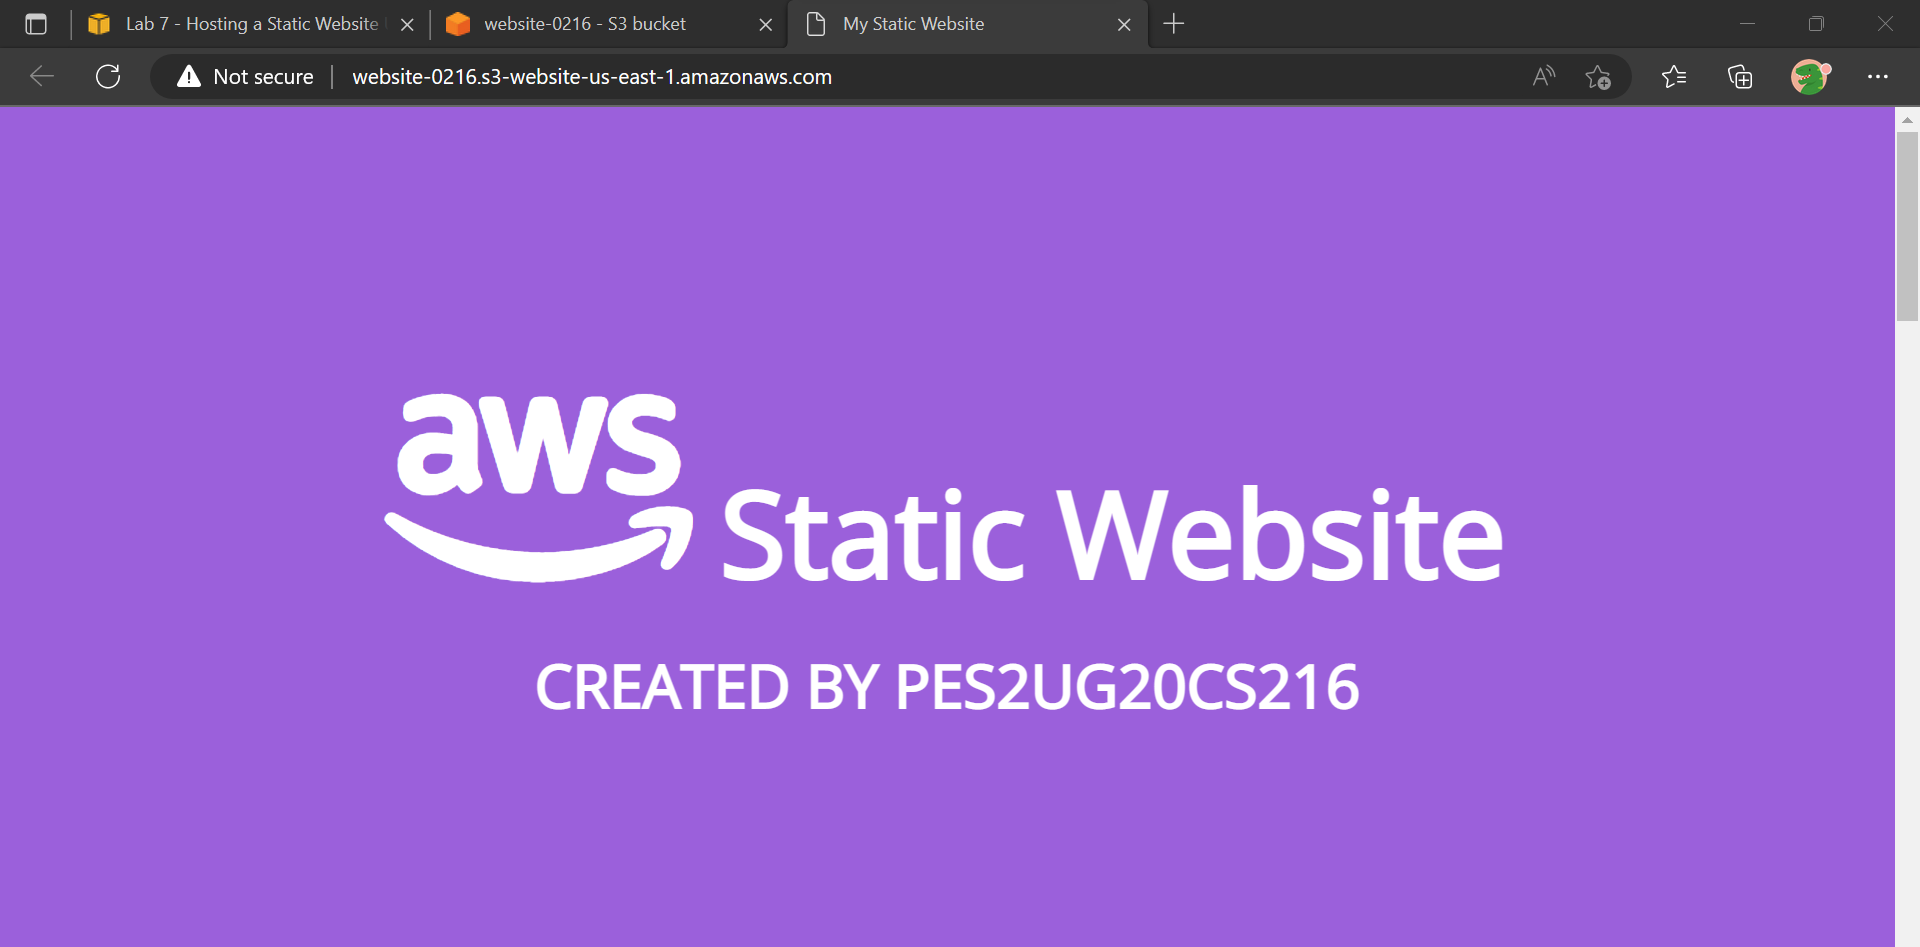 Lab 7 - Hosting a Static Website
website-0216 - S3 bucket
My Static Website
Not secure
website-0216.s3-website-us-east-1.amazonaws.com
aws Static Website
CREATED BY PES2UG20CS216